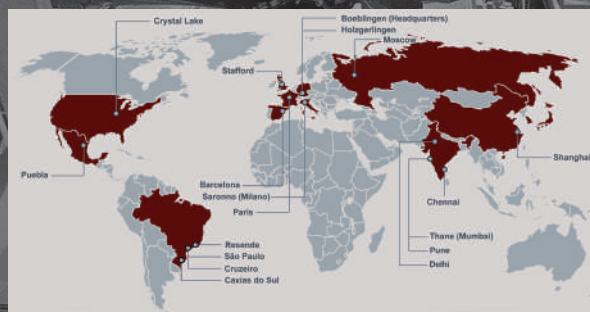 Crystal Lake
Boeblingen (Headquarters)
Holzgerlingen
Moscow
Stafford
Puebla
Barcelona
Saronno (Milano)
Paris
Shanghai
Chennai
Thane (Mumbai)
Pune
Delhi
Resende
São Paulo
Cruzeiro
Caxias do Sul